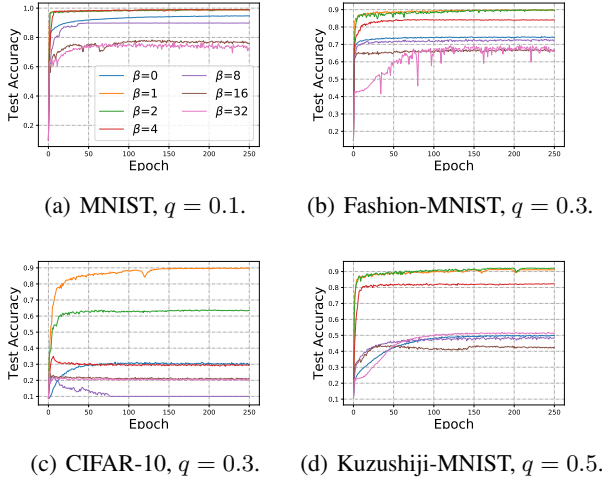 1.0
0.8
0.6
0.4
0.2
Test Accuracy
β=0
β=1
β=2
β=4
β=8
β=16
β=32
0 50 100 150 200 250
Epoch
(a) MNIST, q = 0.1.
0.9
0.8
0.7
0.6
0.5
0.4
0.3
0.2
Test Accuracy
0 50 100 150 200 250
Epoch
(b) Fashion-MNIST, q = 0.3.
0.9
0.8
0.7
0.6
0.5
0.4
0.3
0.2
0.1
Test Accuracy
0 50 100 150 200 250
Epoch
(c) CIFAR-10, q = 0.3.
0.9
0.8
0.7
0.6
0.5
0.4
0.3
0.2
0.1
Test Accuracy
0 50 100 150 200 250
Epoch
(d) Kuzushiji-MNIST, q = 0.5.